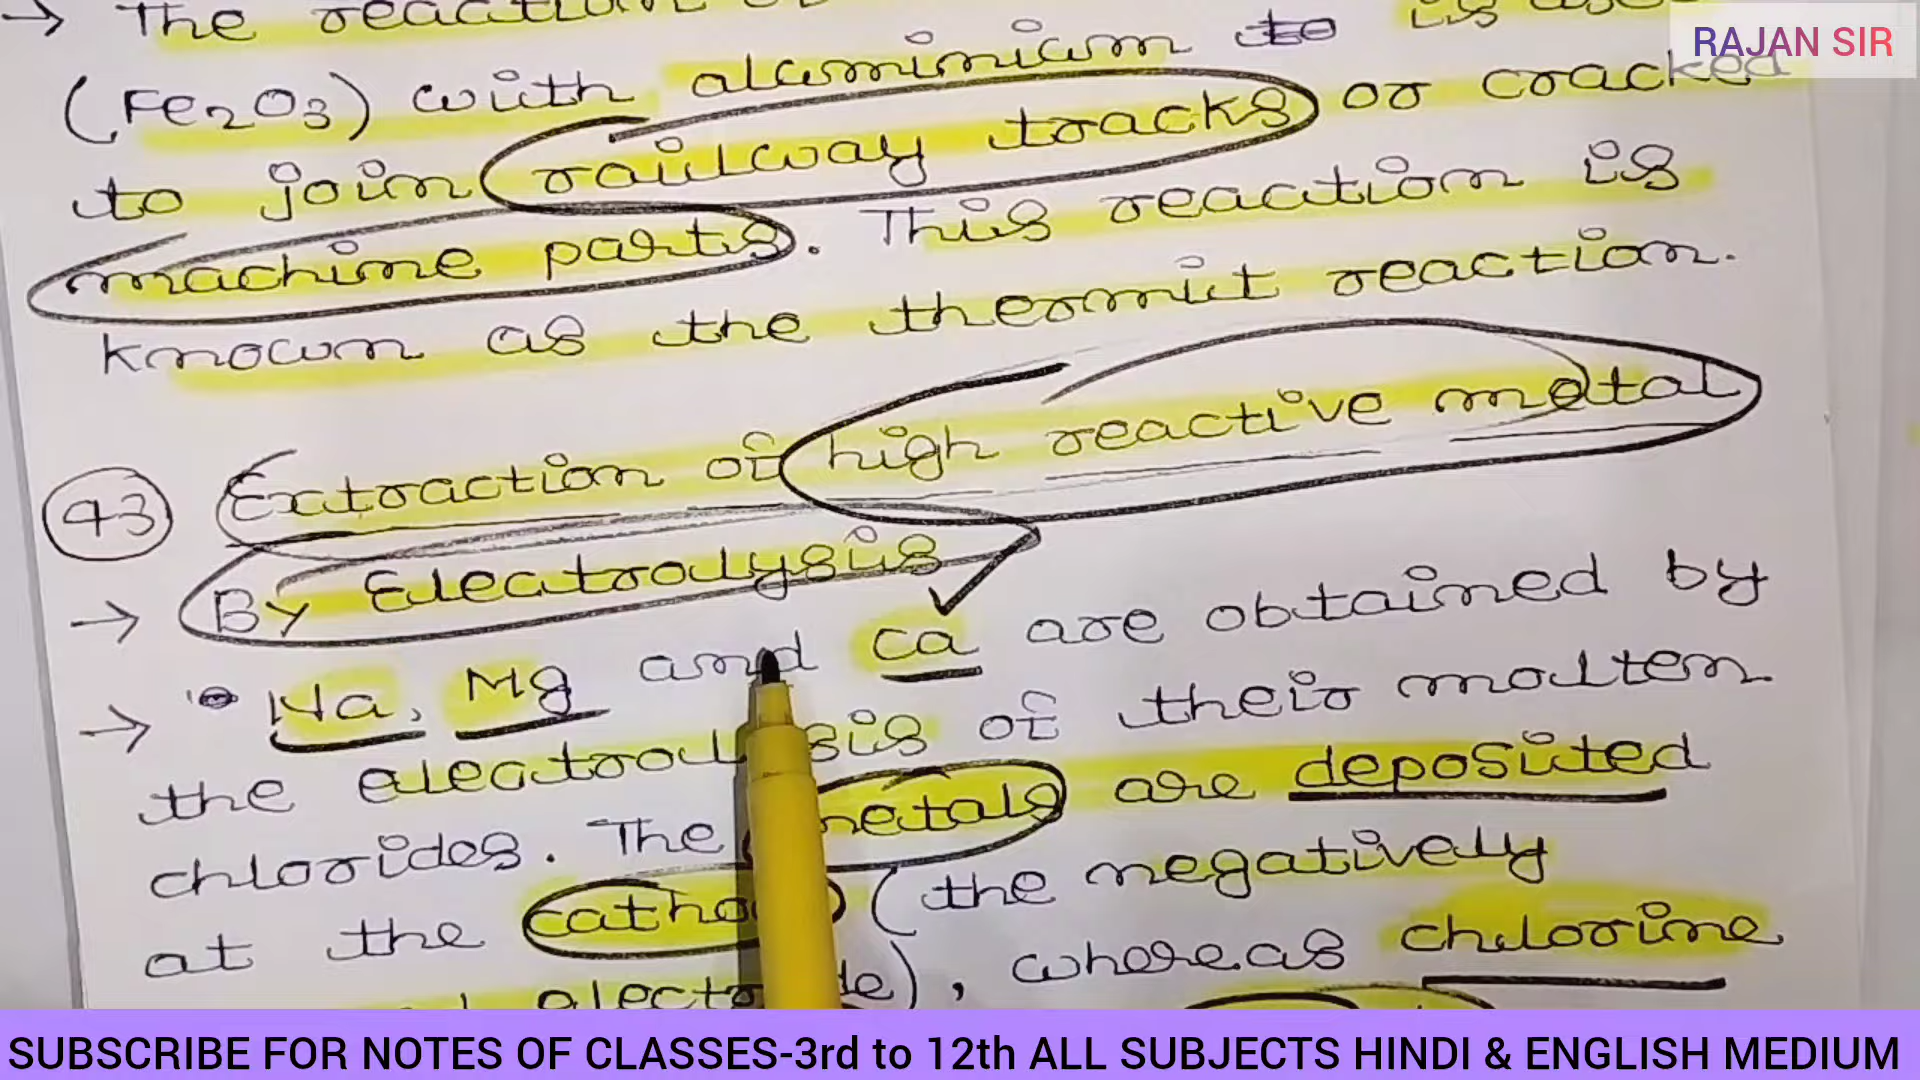 RAJAN SIR
→ The reaction
(Fe2O3) with aluminium to is
to join railway tracks or cracked
machine parts. This reaction is
known as the thermit reaction.
43 Extraction of high reactive metal
→ By Electrolysis
→ Na, Mg and Ca are obtained by
the electrolysis of their molten
chlorides. The metals are deposited
at the cathode (the negatively
electrode), whereas chlorine
SUBSCRIBE FOR NOTES OF CLASSES-3rd to 12th ALL SUBJECTS HINDI & ENGLISH MEDIUM